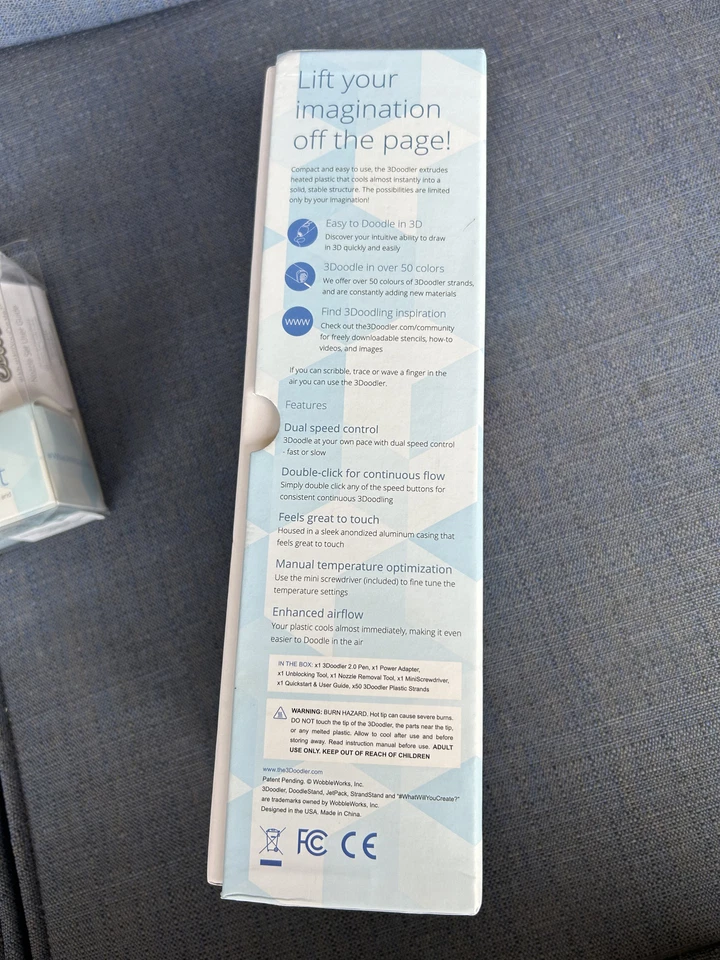 Lift your
imagination
off the page!
Compact and easy to use, the 3Doodler extrudes
heated plastic that cools almost instantly into a
solid, stable structure. The possibilities are limited
only by your imagination!
Easy to Doodle in 3D
Discover your intuitive ability to draw
in 3D quickly and easily
3Doodle in over 50 colors
We offer over 50 colours of 3Doodler strands,
and are constantly adding new materials
www
Find 3Doodling inspiration
Check out the3Doodler.com/community
for freely downloadable stencils, how-to
videos, and images
If you can scribble, trace or wave a finger in the
air you can use the 3Doodler.
Features
Dual speed control
3Doodle at your own pace with dual speed control
- fast or slow
Double-click for continuous flow
Simply double click any of the speed buttons for
consistent continuous 3Doodling
Feels great to touch
Housed in a sleek anondized aluminum casing that
feels great to touch
Manual temperature optimization
Use the mini screwdriver (included) to fine tune the
temperature settings
Enhanced airflow
Your plastic cools almost immediately, making it even
easier to Doodle in the air
IN THE BOX: x1 3Doodler 2.0 Pen, x1 Power Adapter,
x1 Unblocking Tool, x1 Nozzle Removal Tool, x1 MiniScrewdriver,
x1 Quickstart & User Guide, x50 3Doodler Plastic Strands
WARNING: BURN HAZARD. Hot tip can cause severe burns.
DO NOT touch the tip of the 3Doodler, the parts near the tip,
or any melted plastic. Allow to cool after use and before
storing away. Read instruction manual before use. ADULT
USE ONLY. KEEP OUT OF REACH OF CHILDREN
www.the3Doodler.com
Patent Pending. © WobbleWorks, Inc.
3Doodler, DoodleStand, JetPack, StrandStand and "#WhatWillYouCreate?"
are trademarks owned by WobbleWorks, Inc.
Designed in the USA. Made in China.
FC CE